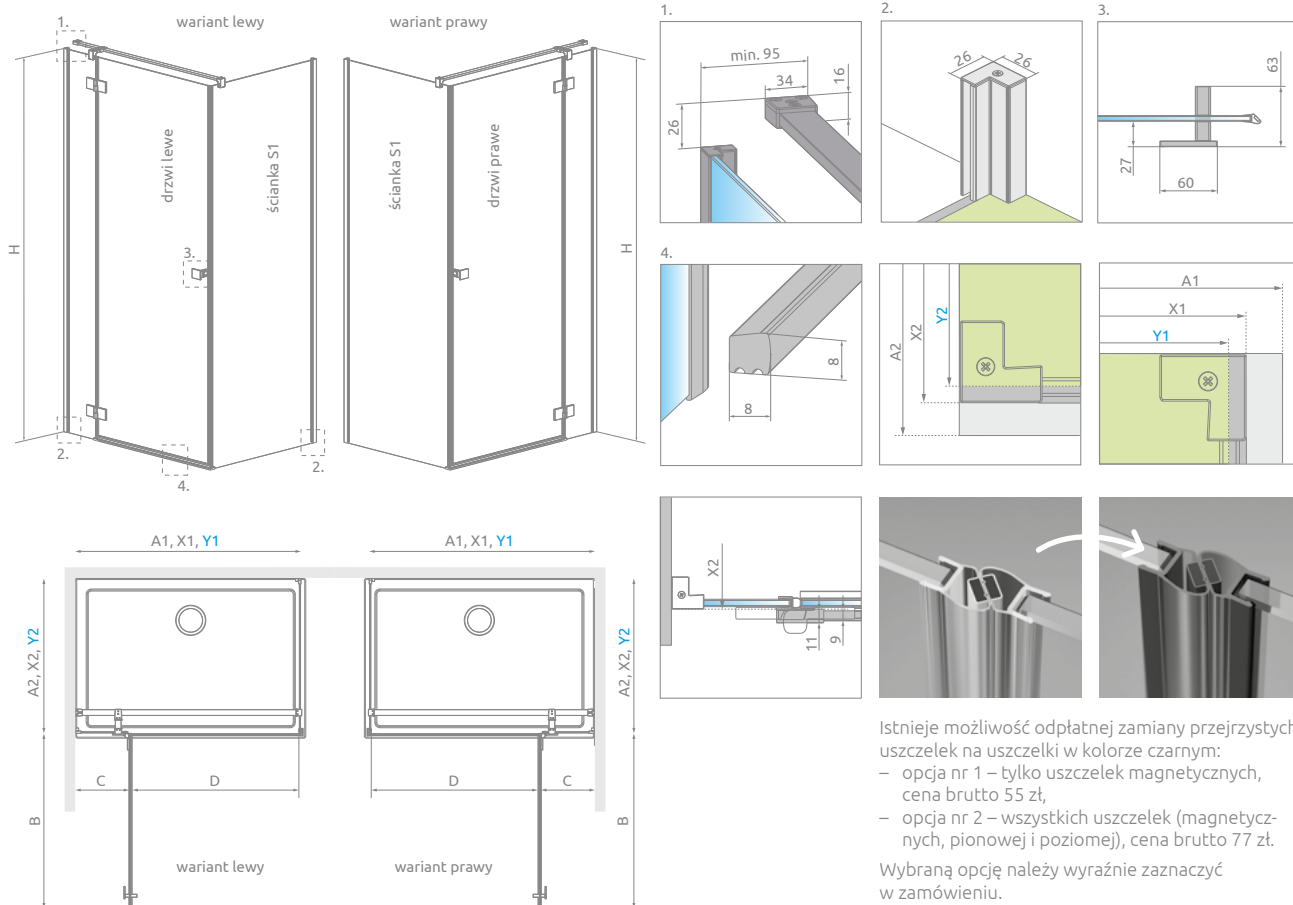 wariant lewy
wariant prawy
1.
H
drzwi lewe
ścianka S1
3.
2.
4.
2.
ścianka S1
drzwi prawe
H
1.
min. 95
34
16
26
2.
26
26
3.
63
27
60
4.
8
8
A2
X2
Y2
A1
X1
Y1
A1, X1, Y1
A1, X1, Y1
A2, X2, Y2
A2, X2, Y2
C
D
D
C
B
B
wariant lewy
wariant prawy
X2
11
9
Istnieje możliwość odpłatnej zamiany przejrzystych
uszczelek na uszczelki w kolorze czarnym:
– opcja nr 1 – tylko uszczelek magnetycznych,
cena brutto 55 zł,
– opcja nr 2 – wszystkich uszczelek (magnetycz-
nych, pionowej i poziomej), cena brutto 77 zł.
Wybraną opcję należy wyraźnie zaznaczyć
w zamówieniu.